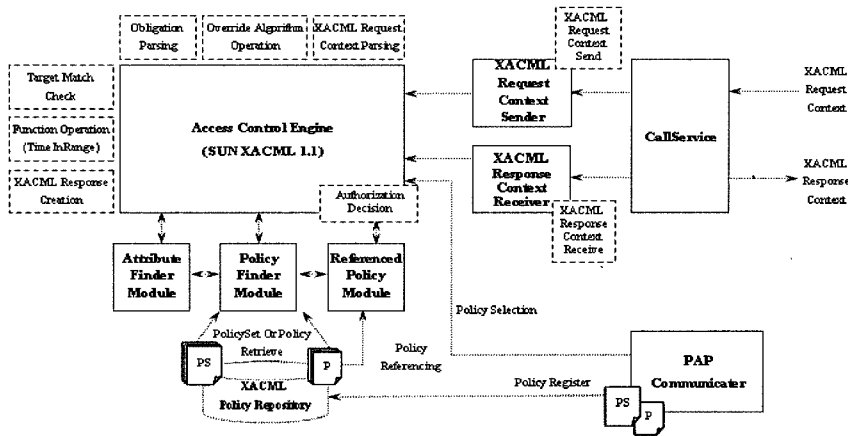 Obligation
Parsing
Override Algorithm
Operation
XACML Request
Context Parsing
XACML
Request
Context
Send
Target Match
Check
Function Operation
(Time InRange)
XACML Response
Creation
Access Control Engine
(SUN XACML 1.1)
Authorization
Decision
XACML
Request
Context
Sender
XACML
Response
Context
Receiver
XACML
Response
Context
Receive
CallService
XACML
Request
Context
XACML
Response
Context
Attribute
Finder
Module
Policy
Finder
Module
Referenced
Policy
Module
Policy Selection
PolicySet Or Policy
Retrieve
PS
P
XACML
Policy Repository
Policy
Referencing
Policy Register
PAP
Communicater
PS
P